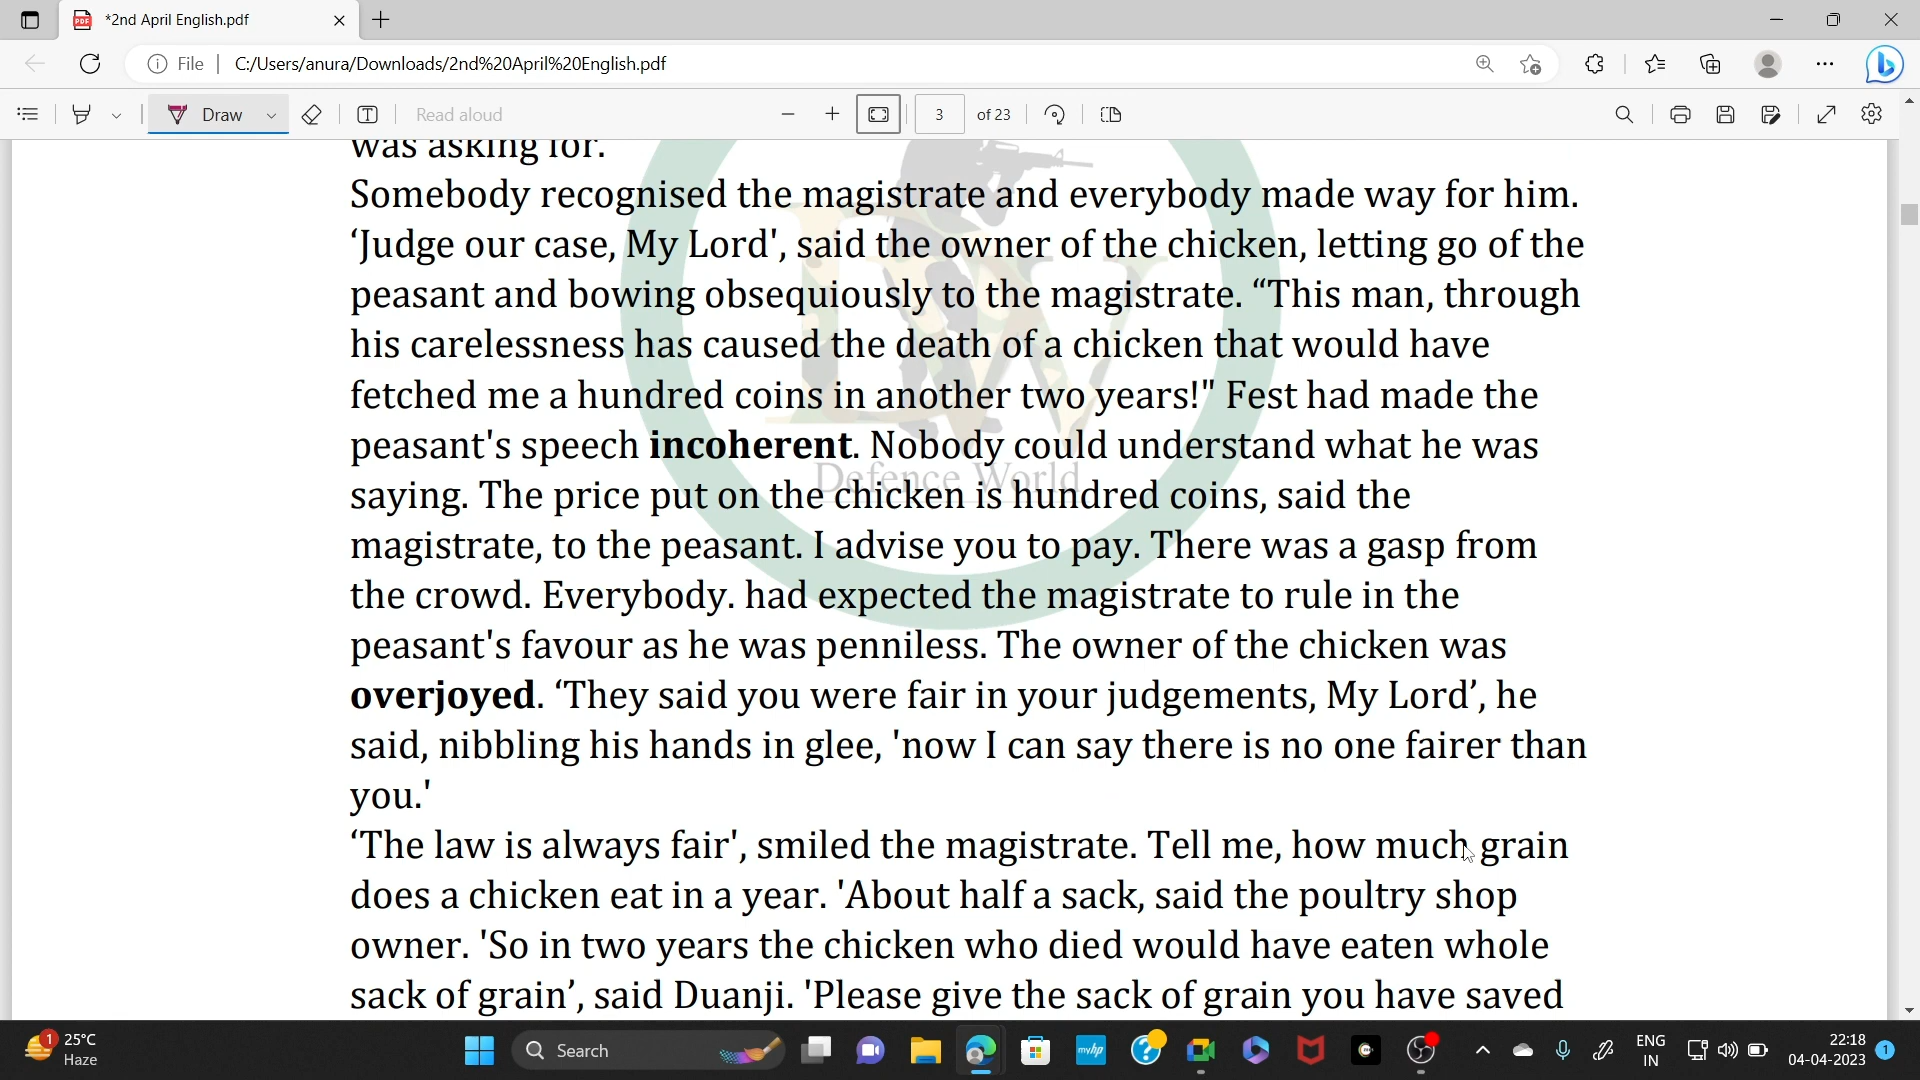 *2nd April English.pdf
File
C:/Users/anura/Downloads/2nd%20April%20English.pdf
Draw
Read aloud
3
of 23
was asking for.
Somebody recognised the magistrate and everybody made way for him.
‘Judge our case, My Lord', said the owner of the chicken, letting go of the
peasant and bowing obsequiously to the magistrate. “This man, through
his carelessness has caused the death of a chicken that would have
fetched me a hundred coins in another two years!" Fest had made the
peasant's speech incoherent. Nobody could understand what he was
saying. The price put on the chicken is hundred coins, said the
magistrate, to the peasant. I advise you to pay. There was a gasp from
the crowd. Everybody. had expected the magistrate to rule in the
peasant's favour as he was penniless. The owner of the chicken was
overjoyed. ‘They said you were fair in your judgements, My Lord’, he
said, nibbling his hands in glee, 'now I can say there is no one fairer than
you.'
‘The law is always fair', smiled the magistrate. Tell me, how much grain
does a chicken eat in a year. 'About half a sack, said the poultry shop
owner. 'So in two years the chicken who died would have eaten whole
sack of grain’, said Duanji. 'Please give the sack of grain you have saved
DW
Defence World
1
25°C
Haze
Search
myhp
ENG
IN
22:18
04-04-2023
1